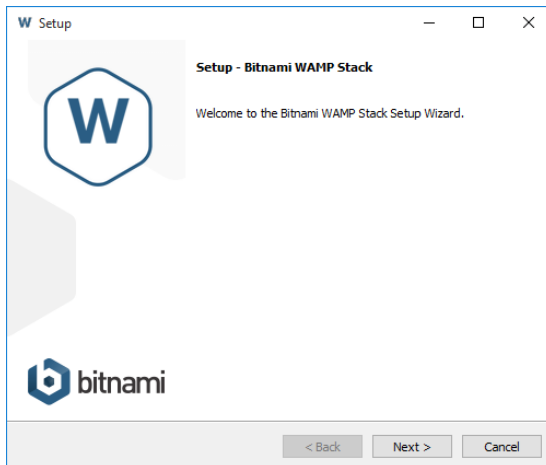 W Setup
Setup - Bitnami WAMP Stack
Welcome to the Bitnami WAMP Stack Setup Wizard.
W
bitnami
< Back Next > Cancel